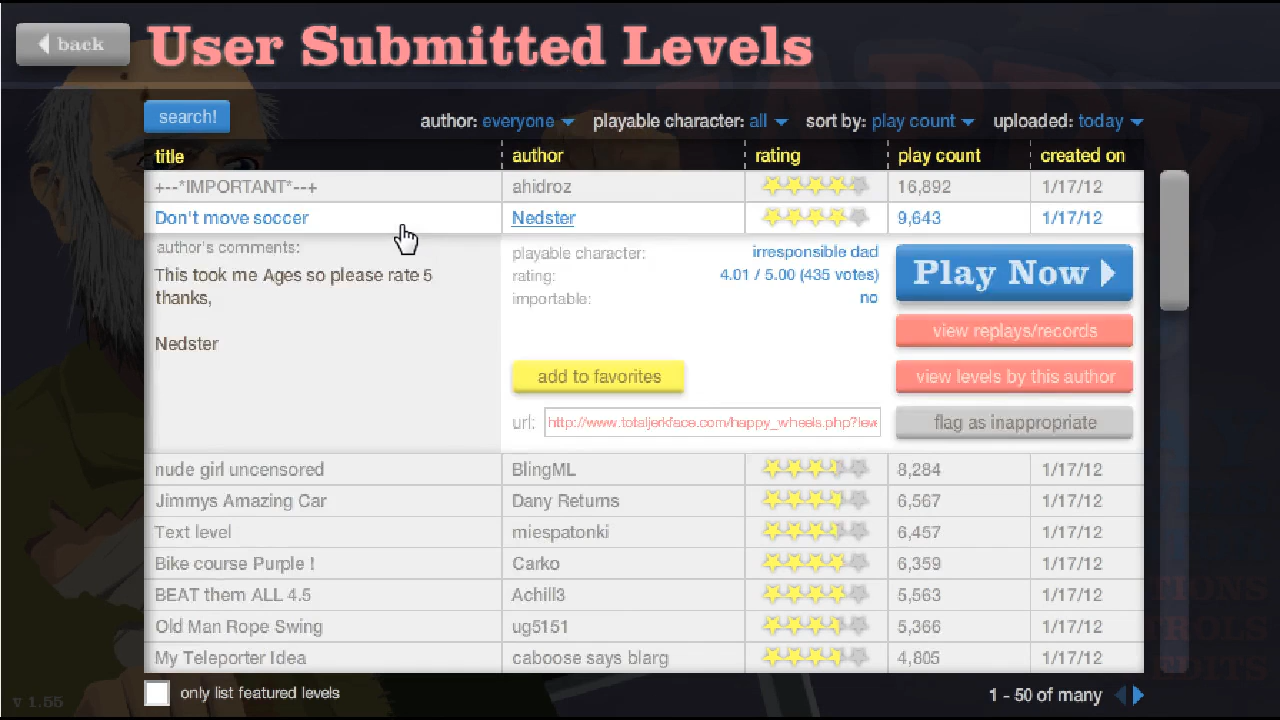 back
User Submitted Levels
search!
author: everyone playable character: all sort by: play count uploaded: today
title author rating play count created on
+--*IMPORTANT*--+ ahidroz 16,892 1/17/12
Don't move soccer Nedster 9,643 1/17/12
author's comments:
This took me Ages so please rate 5
thanks,
Nedster
playable character: irresponsible dad
rating: 4.01 / 5.00 (435 votes)
importable: no
add to favorites
url: http://www.totaljerkface.com/happy_wheels.php?leve
Play Now
view replays/records
view levels by this author
flag as inappropriate
nude girl uncensored BlingML 8,284 1/17/12
Jimmys Amazing Car Dany Returns 6,567 1/17/12
Text level miespatonki 6,457 1/17/12
Bike course Purple ! Carko 6,359 1/17/12
BEAT them ALL 4.5 Achill3 5,563 1/17/12
Old Man Rope Swing ug5151 5,366 1/17/12
My Teleporter Idea caboose says blarg 4,805 1/17/12
only list featured levels
1 - 50 of many
v 1.55